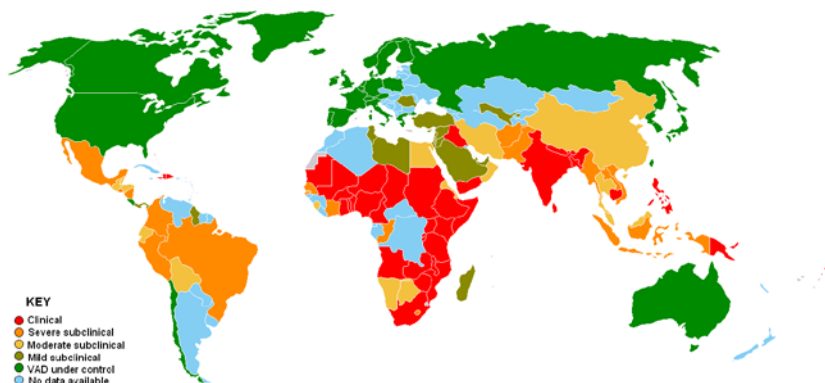 KEY
Clinical
Severe subclinical
Moderate subclinical
Mild subclinical
VAD under control
No data available